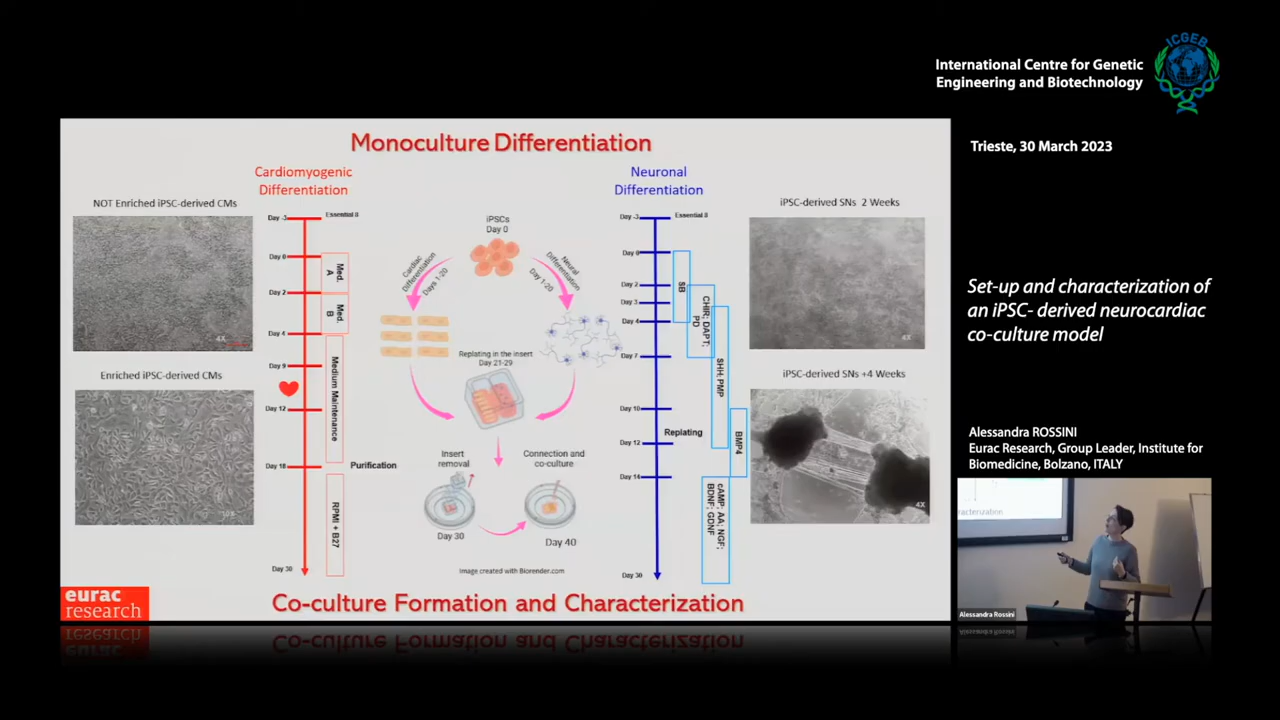 International Centre for Genetic
Engineering and Biotechnology
ICGEB
Trieste, 30 March 2023
Set-up and characterization of
an iPSC- derived neurocardiac
co-culture model
Alessandra ROSSINI
Eurac Research, Group Leader, Institute for
Biomedicine, Bolzano, ITALY
racterization
Alessandra Rossini
Monoculture Differentiation
Cardiomyogenic
Differentiation
NOT Enriched iPSC-derived CMs
4X
Enriched iPSC-derived CMs
10X
Day -3
Essential 8
Day 0
Med.
A
Day 2
Med.
B
Day 4
Day 9
Medium Maintenance
Day 12
Day 18
Purification
RPMI + B27
Day 30
iPSCs
Day 0
Cardiac
Differentiation
Days 1-20
Neural
Differentiation
Day 1-20
Replating in the insert
Day 21-29
Insert
removal
Connection and
co-culture
Day 30
Day 40
Image created with Biorender.com
Neuronal
Differentiation
Day -3
Essential 8
Day 0
SB
Day 2
CHIR; DAPT;
PD
Day 3
SHH; PMP
Day 4
Day 7
Day 10
BMP4
Replating
Day 12
Day 14
cAMP; AA; NGF;
BDNF; GDNF
Day 30
iPSC-derived SNs 2 Weeks
4X
iPSC-derived SNs +4 Weeks
4X
eurac
research
Co-culture Formation and Characterization